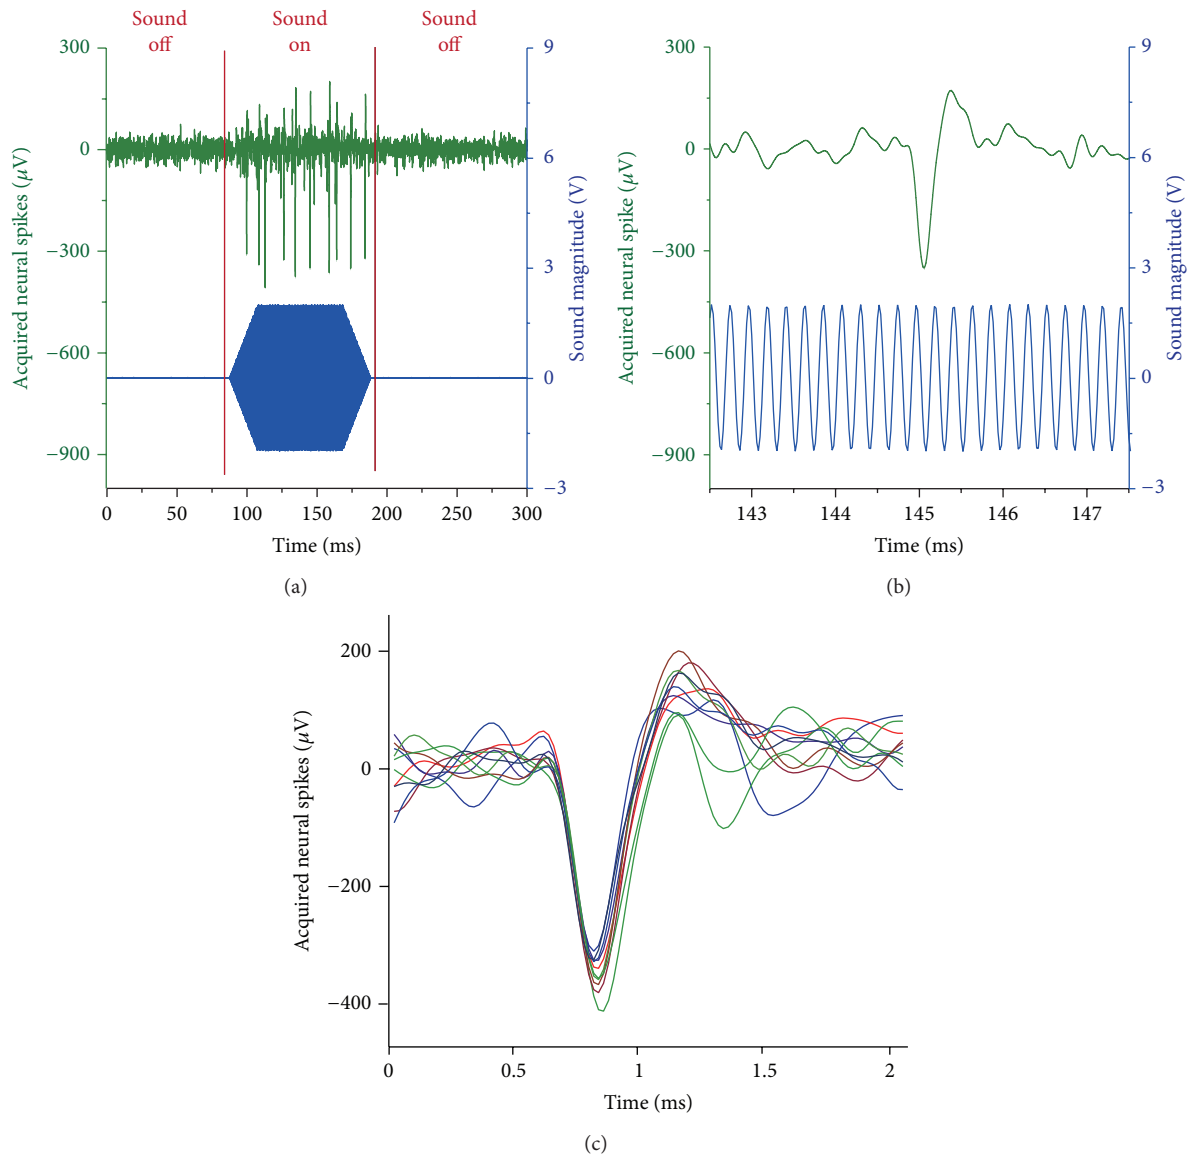 Sound
off
Sound
on
Sound
off
300
0
−300
−600
−900
Acquired neural spikes (μV)
9
6
3
0
−3
Sound magnitude (V)
0
50
100
150
200
250
300
Time (ms)
(a)
300
0
−300
−600
−900
Acquired neural spike (μV)
9
6
3
0
−3
Sound magnitude (V)
143
144
145
146
147
Time (ms)
(b)
200
0
−200
−400
Acquired neural spikes (μV)
0
0.5
1
1.5
2
Time (ms)
(c)